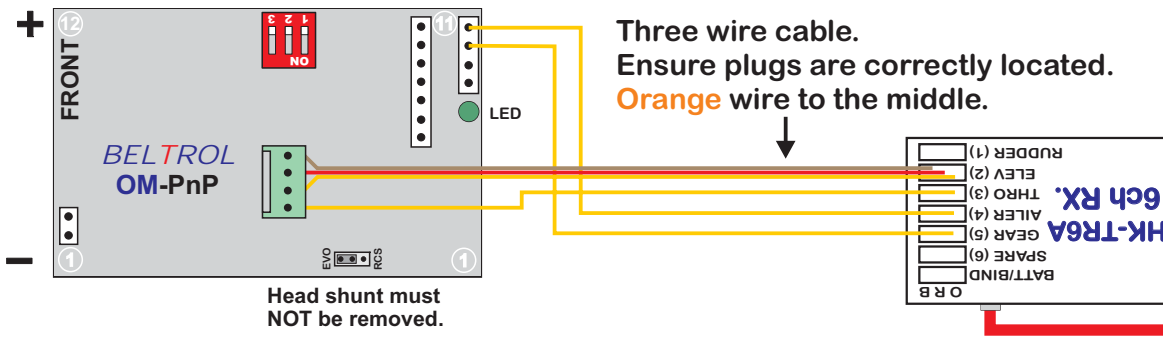 +
12
FRONT
3 2 1
NO
11
LED
BELTROL
OM-PnP
1
1
–
EVO
RCS
Head shunt must
NOT be removed.
Three wire cable.
Ensure plugs are correctly located.
Orange wire to the middle.
RUDDER (1)
ELEV (2)
THRO (3)
AILER (4)
GEAR (5)
SPARE (6)
BATT/BIND
O R B
6ch RX.
HK-TR6A